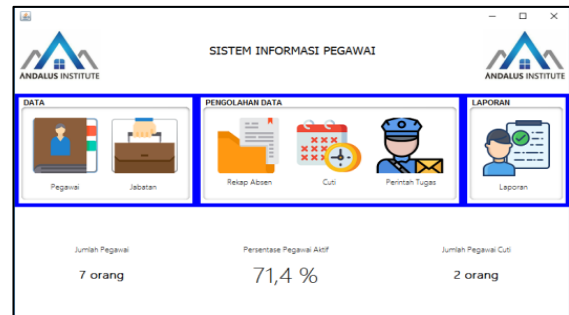 SISTEM INFORMASI PEGAWAI
ANDALUS INSTITUTE
ANDALUS INSTITUTE
DATA
PENGOLAHAN DATA
LAPORAN
Pegawai
Jabatan
Rekap Absen
Cuti
Perintah Tugas
Laporan
Jumlah Pegawai
Persentase Pegawai Aktif
Jumlah Pegawai Cuti
7 orang
71,4 %
2 orang